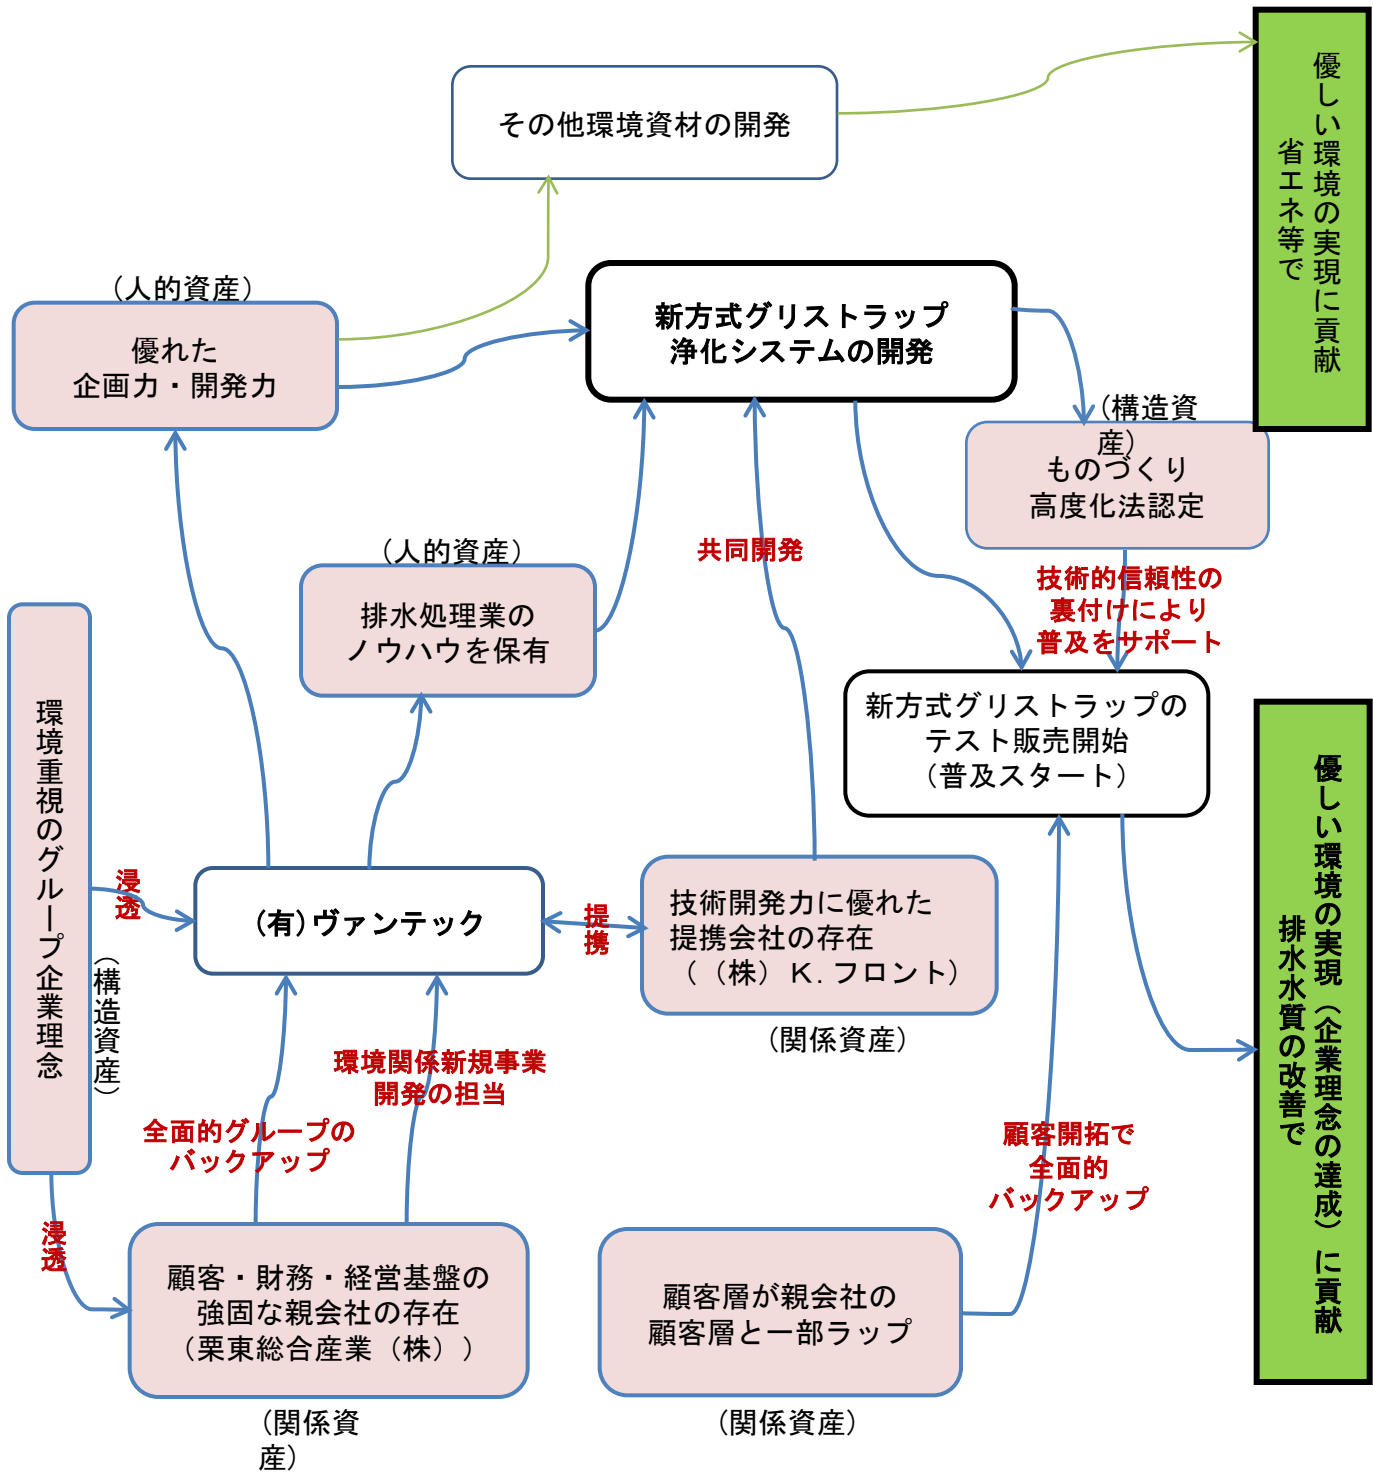 その他環境資材の開発
優しい環境の実現に貢献
省エネ等で
（人的資産）
優れた
企画力・開発力
新方式グリストラップ
浄化システムの開発
（構造資
産）
ものづくり
高度化法認定
（人的資産）
排水処理業の
ノウハウを保有
共同開発
技術的信頼性の
裏付けにより
普及をサポート
新方式グリストラップの
テスト販売開始
（普及スタート）
環境重視のグループ企業理念
（構造資産）
浸
透
(有)ヴァンテック
提
携
技術開発力に優れた
提携会社の存在
（（株）Ｋ.フロント）
（関係資産）
優しい環境の実現（企業理念の達成）に貢献
排水水質の改善で
環境関係新規事業
開発の担当
全面的グループの
バックアップ
顧客開拓で
全面的
バックアップ
浸
透
顧客・財務・経営基盤の
強固な親会社の存在
（栗東総合産業（株））
（関係資
産）
顧客層が親会社の
顧客層と一部ラップ
（関係資産）